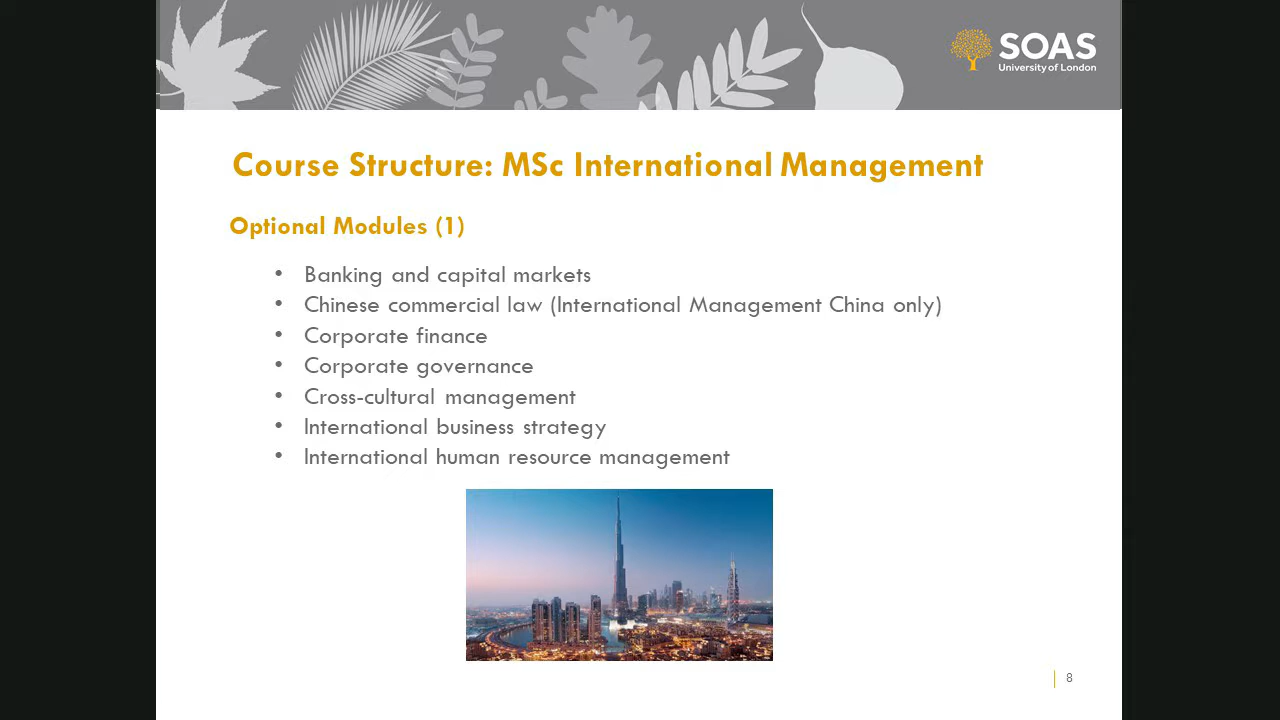 SOAS
University of London
Course Structure: MSc International Management
Optional Modules (1)
• Banking and capital markets
• Chinese commercial law (International Management China only)
• Corporate finance
• Corporate governance
• Cross-cultural management
• International business strategy
• International human resource management
8